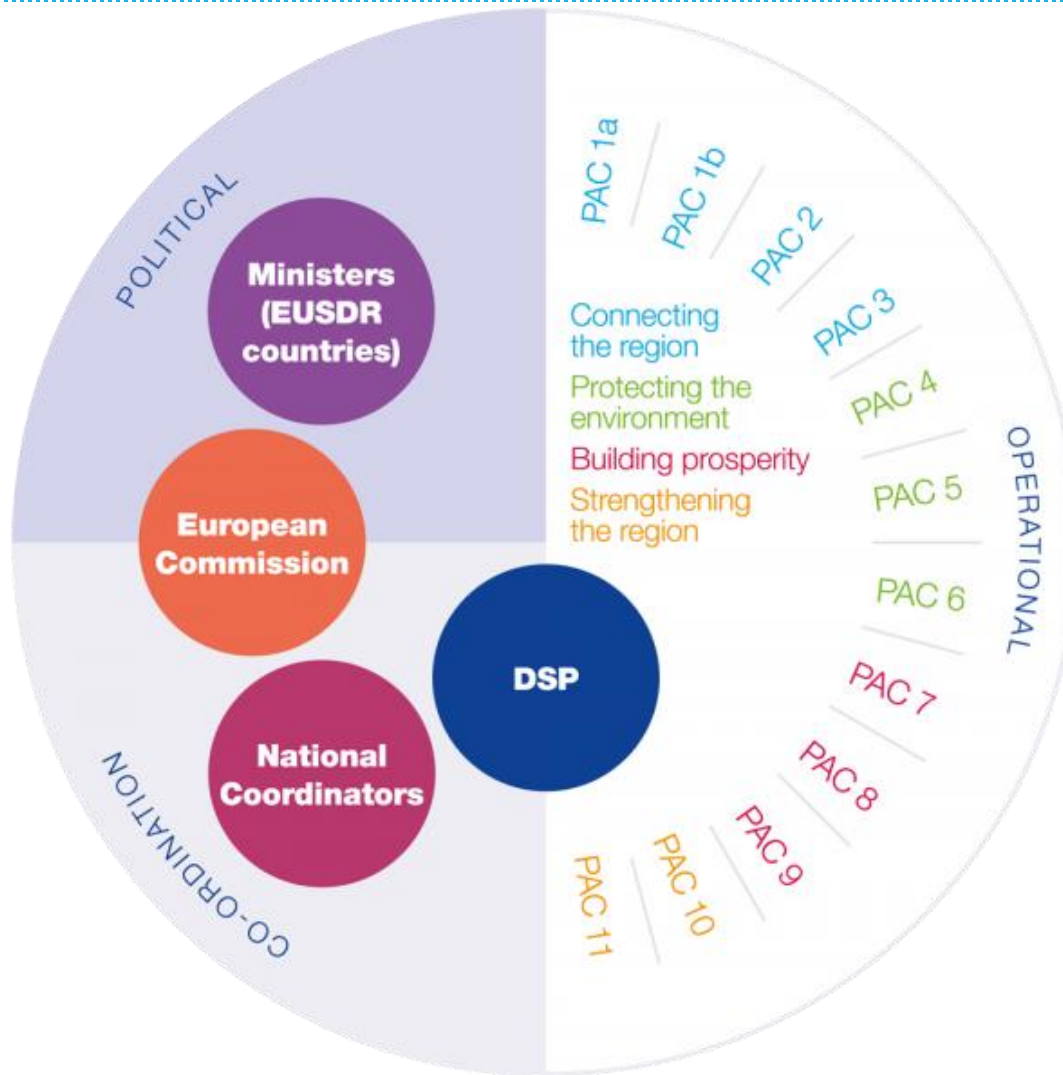 POLITICAL
Ministers
(EUSDR
countries)
European
Commission
National
Coordinators
CO-ORDINATION
DSP
Connecting
the region
Protecting the
environment
Building prosperity
Strengthening
the region
PAC 1a
PAC 1b
PAC 2
PAC 3
PAC 4
PAC 5
PAC 6
PAC 7
PAC 8
PAC 9
PAC 10
PAC 11
OPERATIONAL